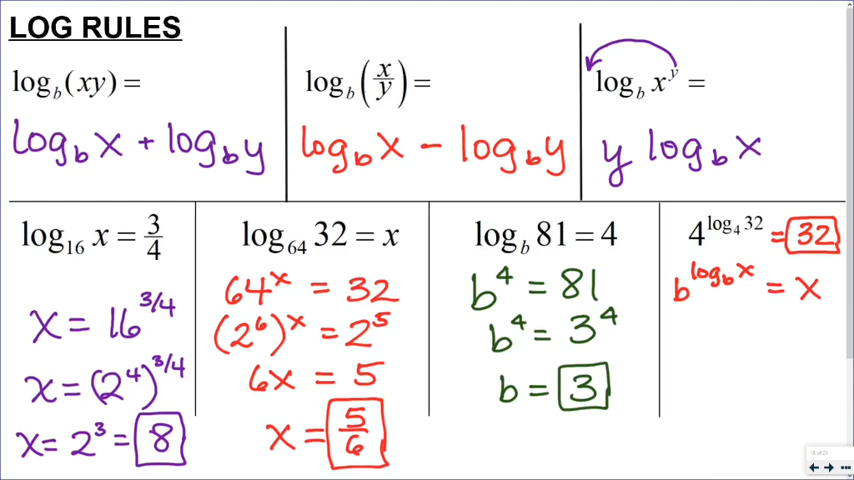 LOG RULES
log_b(xy) =
log_b x + log_b y
log_b(x/y) =
log_b x - log_b y
log_b x^y =
y log_b x
log_16 x = 3/4
x = 16^3/4
x = (2^4)^3/4
x = 2^3 = 8
log_64 32 = x
64^x = 32
(2^6)^x = 2^5
6x = 5
x = 5/6
log_b 81 = 4
b^4 = 81
b^4 = 3^4
b = 3
4^log_4 32 = 32
b^log_b x = x